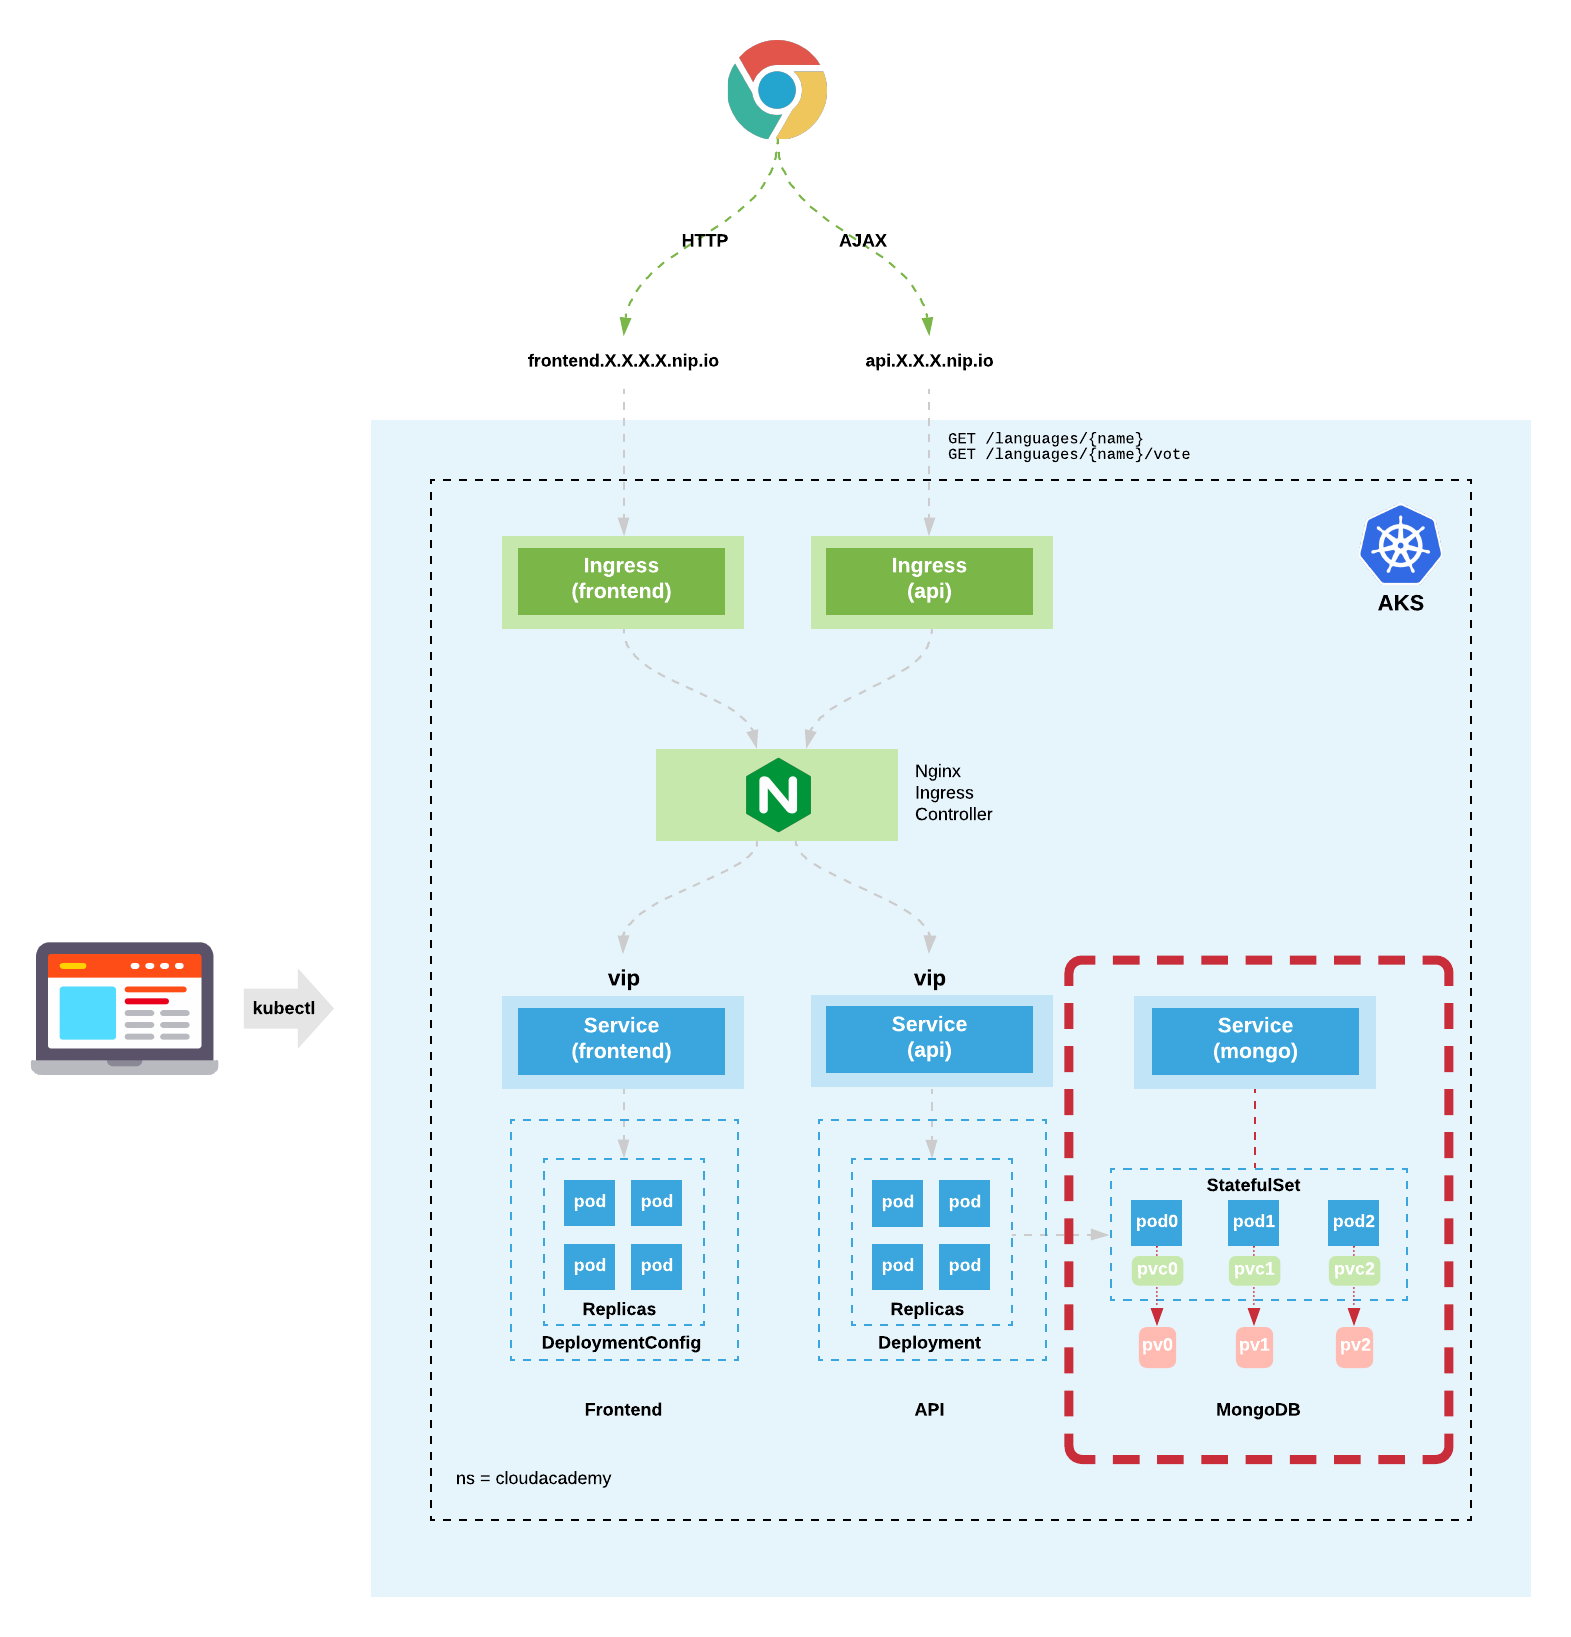 HTTP
AJAX
frontend.X.X.X.X.nip.io
api.X.X.X.nip.io
GET /languages/{name}
GET /languages/{name}/vote
Ingress
(frontend)
Ingress
(api)
AKS
Nginx
Ingress
Controller
kubectl
vip
vip
Service
(frontend)
Service
(api)
Service
(mongo)
pod
pod
pod
pod
Replicas
DeploymentConfig
Frontend
pod
pod
pod
pod
Replicas
Deployment
API
StatefulSet
pod0
pod1
pod2
pvc0
pvc1
pvc2
pv0
pv1
pv2
MongoDB
ns = cloudacademy